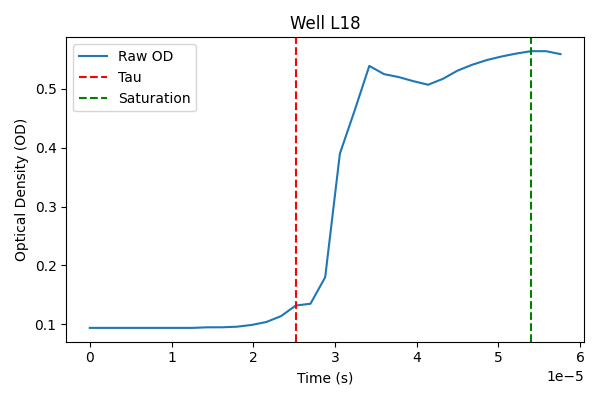 Well L18
Raw OD
Tau
Saturation
Optical Density (OD)
0.5
0.4
0.3
0.2
0.1
0 1 2 3 4 5 6
1e−5
Time (s)